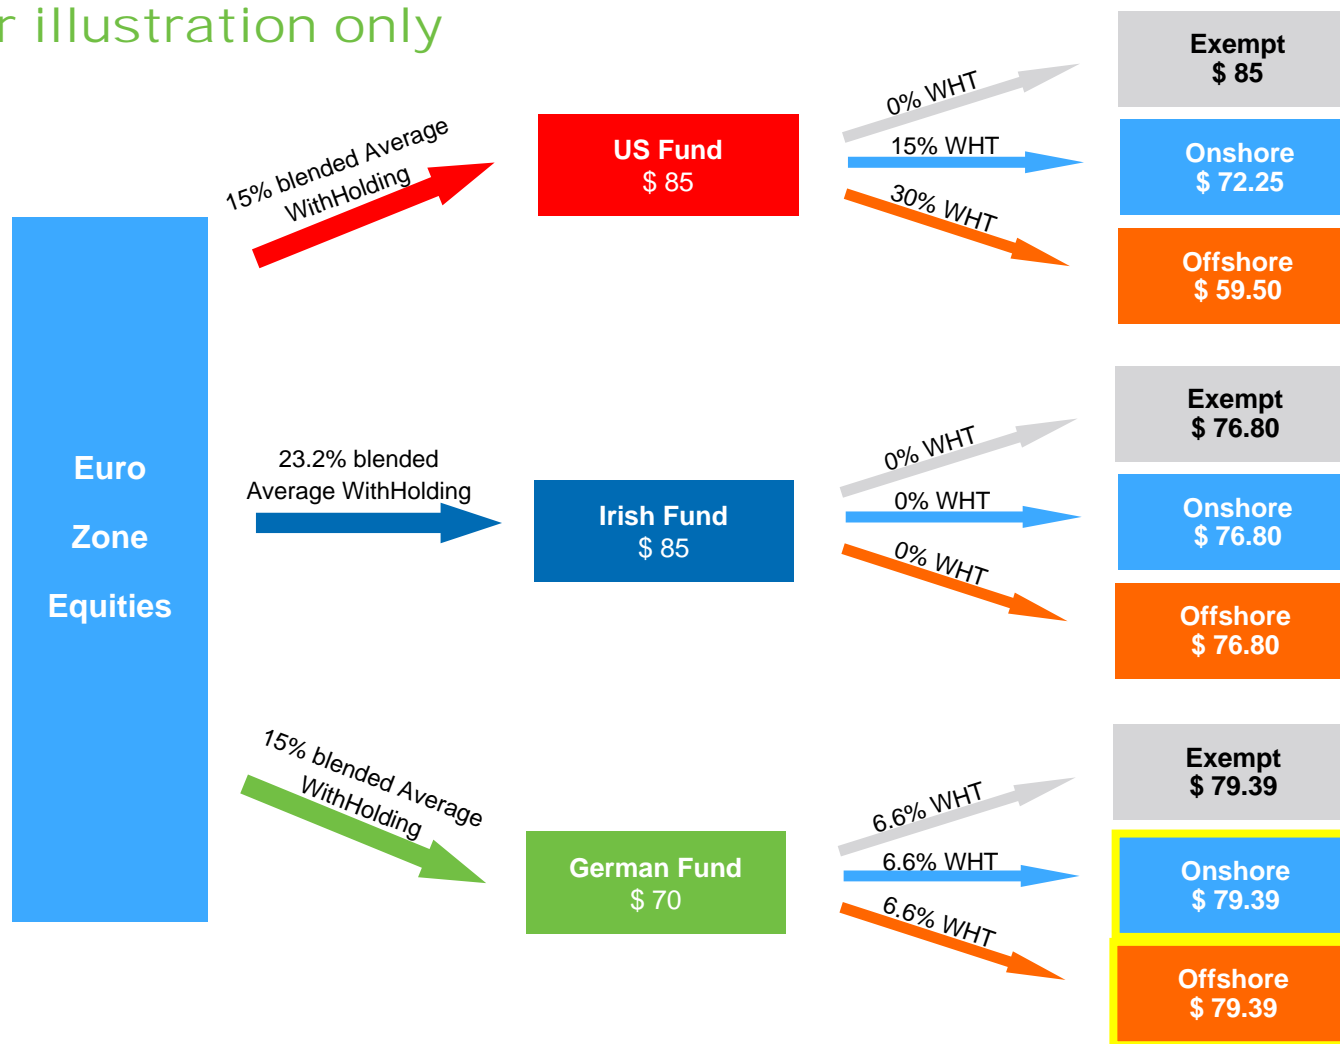 r illustration only
Euro
Zone
Equities
15% blended Average
WithHolding
US Fund
$ 85
0% WHT
15% WHT
30% WHT
Exempt
$ 85
Onshore
$ 72.25
Offshore
$ 59.50
23.2% blended
Average WithHolding
Irish Fund
$ 85
0% WHT
0% WHT
0% WHT
Exempt
$ 76.80
Onshore
$ 76.80
Offshore
$ 76.80
15% blended Average
WithHolding
German Fund
$ 70
6.6% WHT
6.6% WHT
6.6% WHT
Exempt
$ 79.39
Onshore
$ 79.39
Offshore
$ 79.39